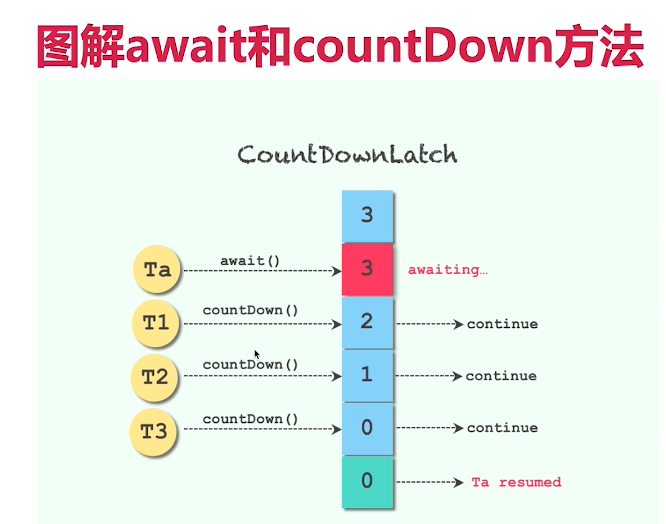 图解await和countDown方法
CountDownLatch
3
Ta await() 3 awaiting…
T1 countDown() 2 continue
T2 countDown() 1 continue
T3 countDown() 0 continue
0 Ta resumed